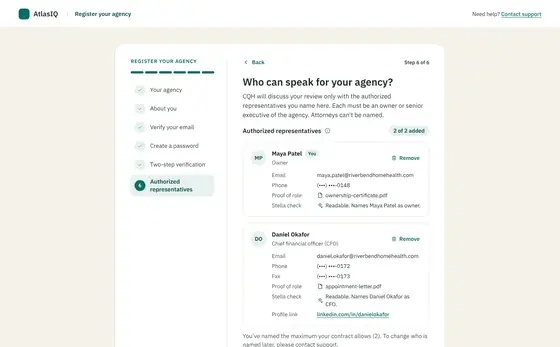 AtlasIQ
Register your agency
Need help? Contact support
REGISTER YOUR AGENCY
Your agency
About you
Verify your email
Create a password
Two-step verification
Authorized
representatives
Back
Step 6 of 6
Who can speak for your agency?
CQH will discuss your review only with the authorized
representatives you name here. Each must be an owner or senior
executive of the agency. Attorneys can't be named.
Authorized representatives
2 of 2 added
MP
Maya Patel You
Owner
Remove
Email maya.patel@riverbendhomehealth.com
Phone (•••) •••-0148
Proof of role ownership-certificate.pdf
Stella check Readable. Names Maya Patel as owner.
DO
Daniel Okafor
Chief financial officer (CFO)
Remove
Email daniel.okafor@riverbendhomehealth.com
Phone (•••) •••-0172
Fax (•••) •••-0173
Proof of role appointment-letter.pdf
Stella check Readable. Names Daniel Okafor as
CFO.
Profile link linkedin.com/in/danielokafor
You've named the maximum your contract allows (2). To change who is
named later, please contact support.